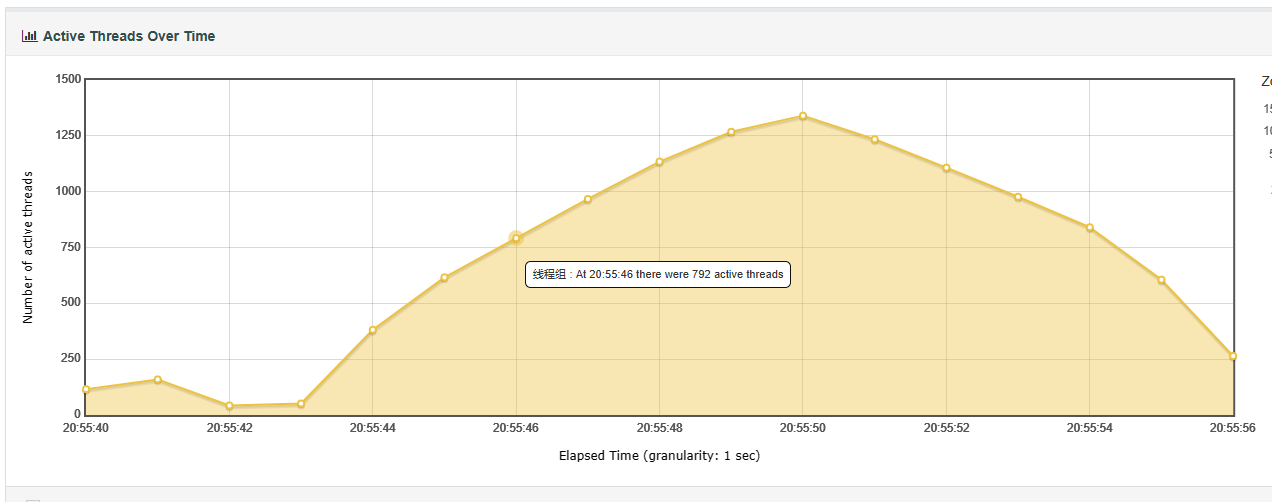 Active Threads Over Time
1500
1250
1000
750
500
250
0
Number of active threads
线程组 : At 20:55:46 there were 792 active threads
20:55:40 20:55:42 20:55:44 20:55:46 20:55:48 20:55:50 20:55:52 20:55:54 20:55:56
Elapsed Time (granularity: 1 sec)